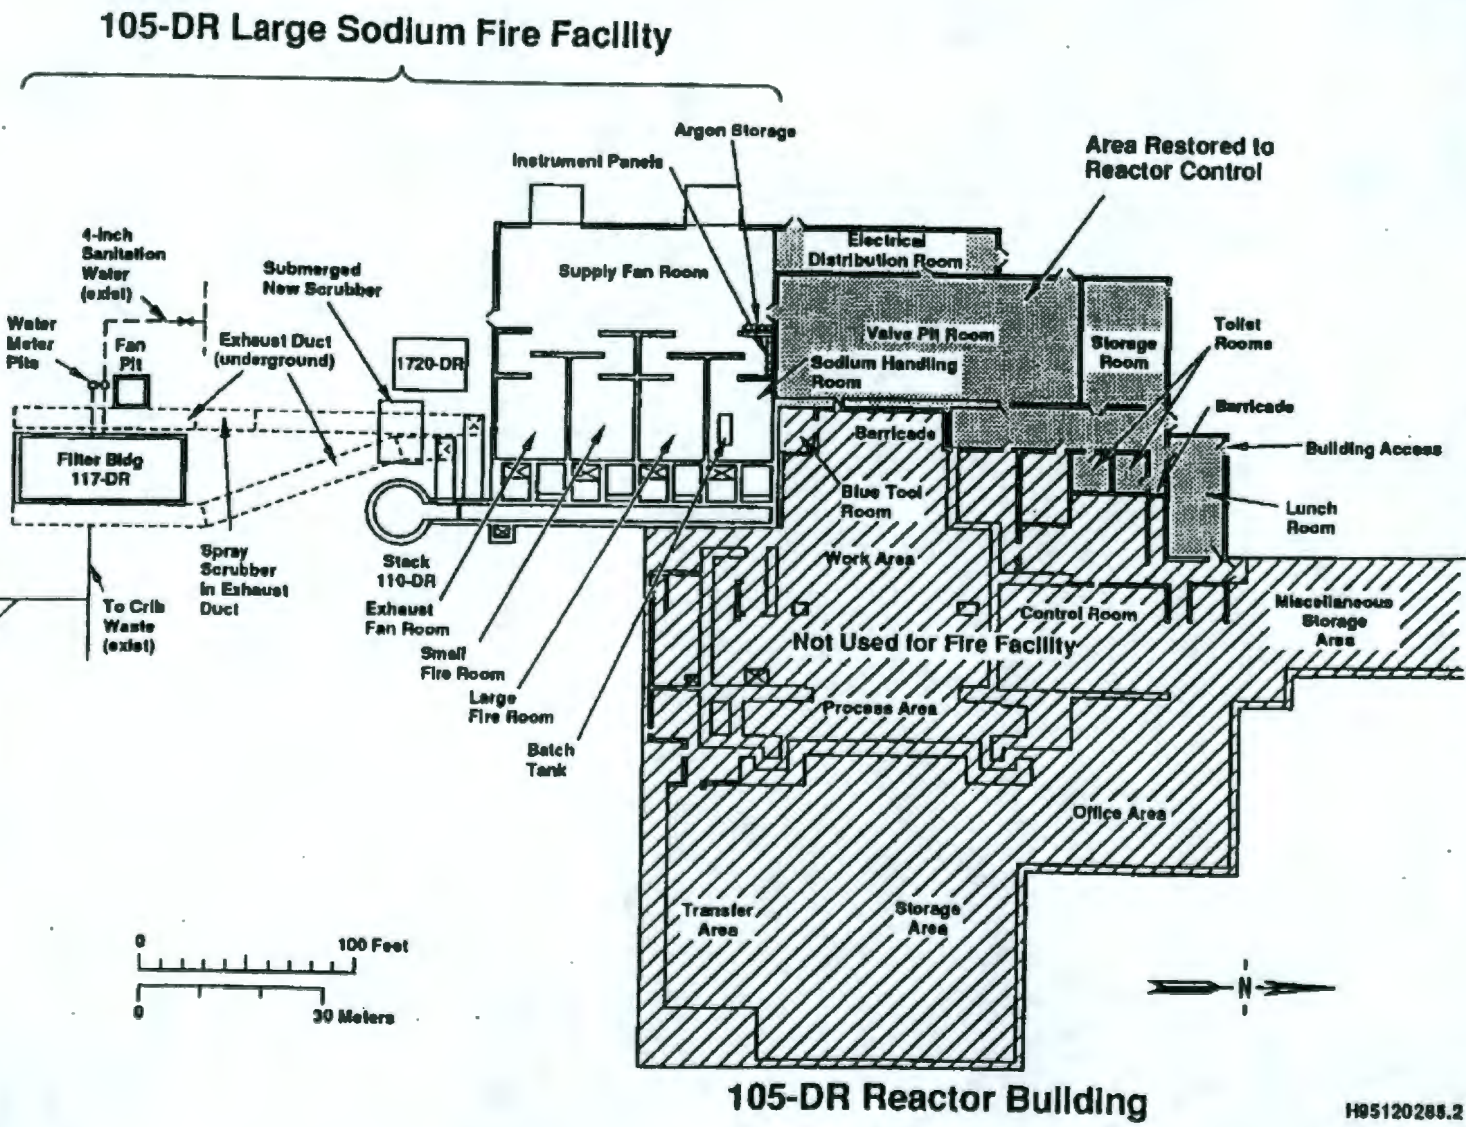 105-DR Large Sodium Fire Facility
Argon Storage
Instrument Panels
Area Restored to
Reactor Control
4-inch
Sanitation
Water
(exist)
Submerged
New Scrubber
Supply Fan Room
Electrical
Distribution Room
Water
Meter
Pits
Fan
Pit
Exhaust Duct
(underground)
1720-DR
Valve Pit Room
Sodium Handling
Room
Storage
Room
Toilet
Rooms
Barricade
Barricade
Building Access
Filter Bldg
117-DR
Blue Tool
Room
Lunch
Room
Spray
Scrubber
In Exhaust
Duct
Stack
110-DR
Work Area
To Crib
Waste
(exist)
Exhaust
Fan Room
Control Room
Miscellaneous
Storage
Area
Small
Fire Room
Not Used for Fire Facility
Large
Fire Room
Process Area
Batch
Tank
Office Area
Transfer
Area
Storage
Area
0
100 Feet
0
30 Meters
N
105-DR Reactor Building
H95120285.2